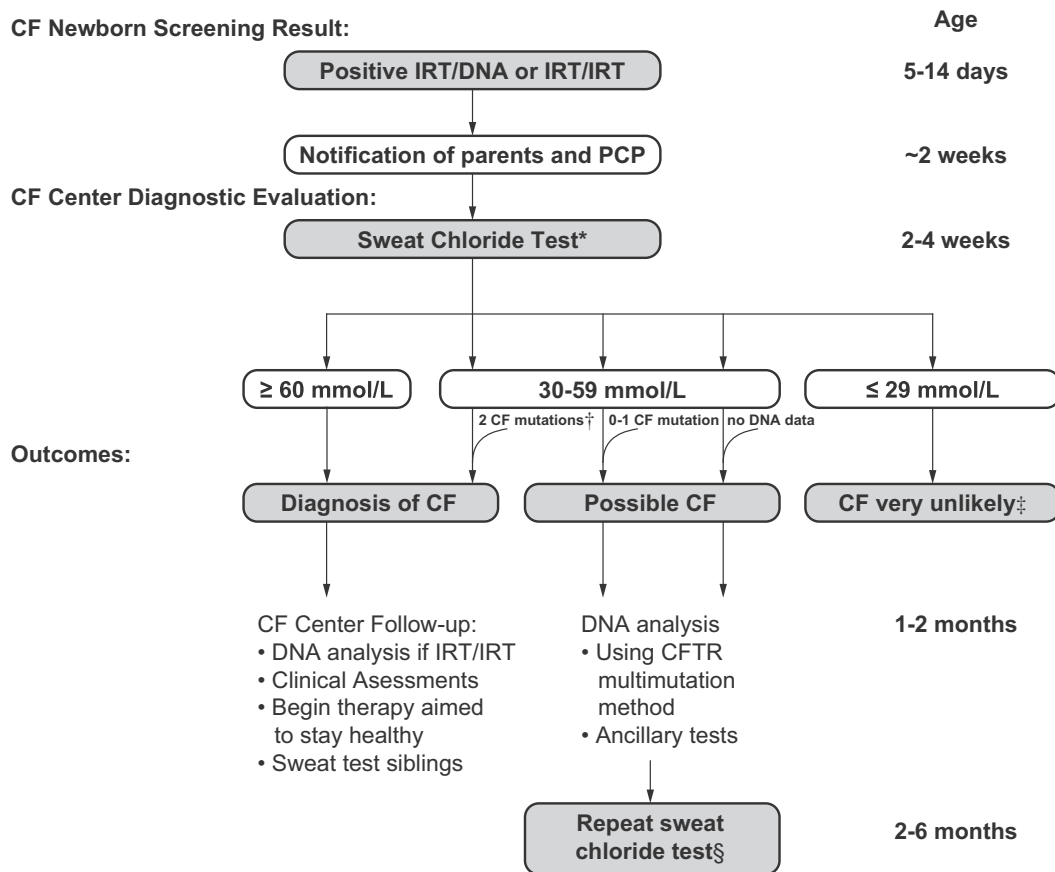 CF Newborn Screening Result:
Age
Positive IRT/DNA or IRT/IRT
5-14 days
Notification of parents and PCP
~2 weeks
CF Center Diagnostic Evaluation:
Sweat Chloride Test*
2-4 weeks
≥ 60 mmol/L
30-59 mmol/L
≤ 29 mmol/L
2 CF mutations†
0-1 CF mutation
no DNA data
Outcomes:
Diagnosis of CF
Possible CF
CF very unlikely‡
CF Center Follow-up:
• DNA analysis if IRT/IRT
• Clinical Asessments
• Begin therapy aimed
to stay healthy
• Sweat test siblings
DNA analysis
• Using CFTR
multimutation
method
• Ancillary tests
1-2 months
Repeat sweat
chloride test§
2-6 months